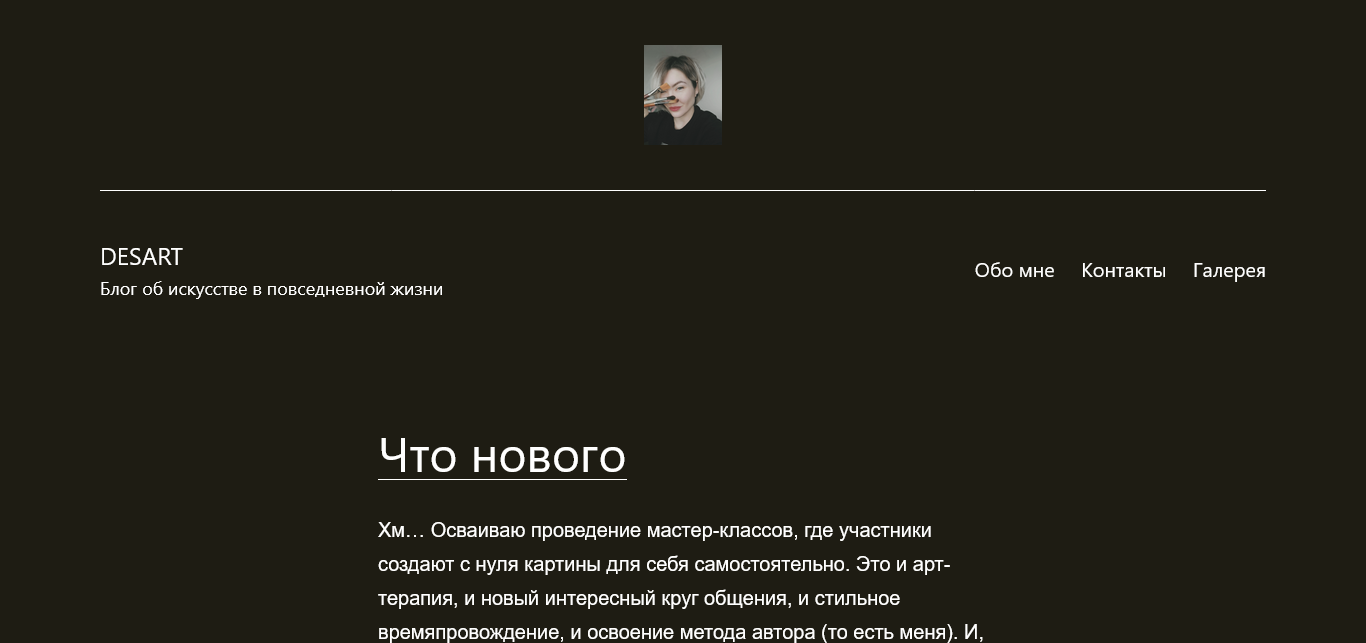 DESART
Блог об искусстве в повседневной жизни
Обо мне Контакты Галерея
Что нового
Хм… Осваиваю проведение мастер-классов, где участники
создают с нуля картины для себя самостоятельно. Это и арт-
терапия, и новый интересный круг общения, и стильное
времяпровождение, и освоение метода автора (то есть меня). И,